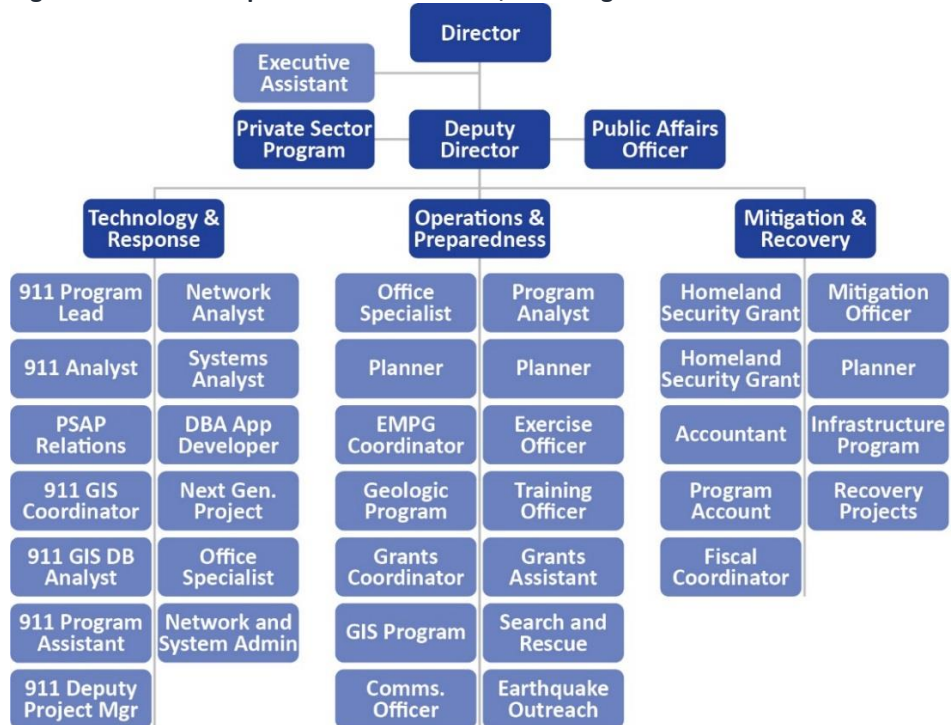 Director
Executive
Assistant
Private Sector
Program
Deputy
Director
Public Affairs
Officer
Technology &
Response
Operations &
Preparedness
Mitigation &
Recovery
911 Program
Lead
Network
Analyst
Office
Specialist
Program
Analyst
Homeland
Security Grant
Mitigation
Officer
911 Analyst
Systems
Analyst
Planner
Planner
Homeland
Security Grant
Planner
PSAP
Relations
DBA App
Developer
EMPG
Coordinator
Exercise
Officer
Accountant
Infrastructure
Program
911 GIS
Coordinator
Next Gen.
Project
Geologic
Program
Training
Officer
Program
Account
Recovery
Projects
911 GIS DB
Analyst
Office
Specialist
Grants
Coordinator
Grants
Assistant
Fiscal
Coordinator
911 Program
Assistant
Network and
System Admin
GIS Program
Search and
Rescue
911 Deputy
Project Mgr
Comms.
Officer
Earthquake
Outreach